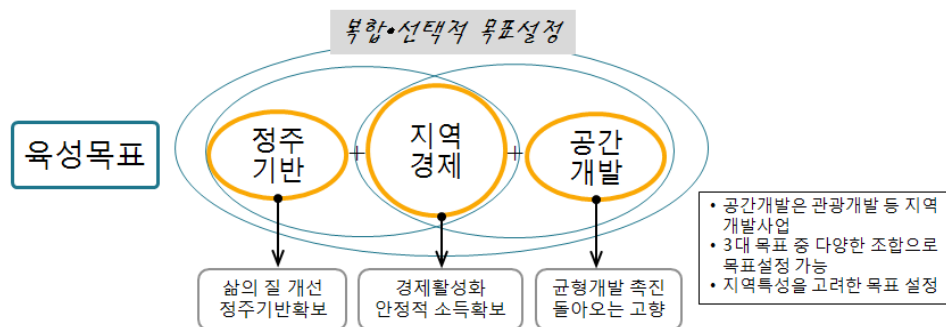 복합•선택적 목표설정
육성목표
정주
기반
+
지역
경제
+
공간
개발
삶의 질 개선
정주기반확보
경제활성화
안정적 소득확보
균형개발 촉진
돌아오는 고향
• 공간개발은 관광개발 등 지역
개발사업
• 3대 목표 중 다양한 조합으로
목표설정 가능
• 지역특성을 고려한 목표 설정